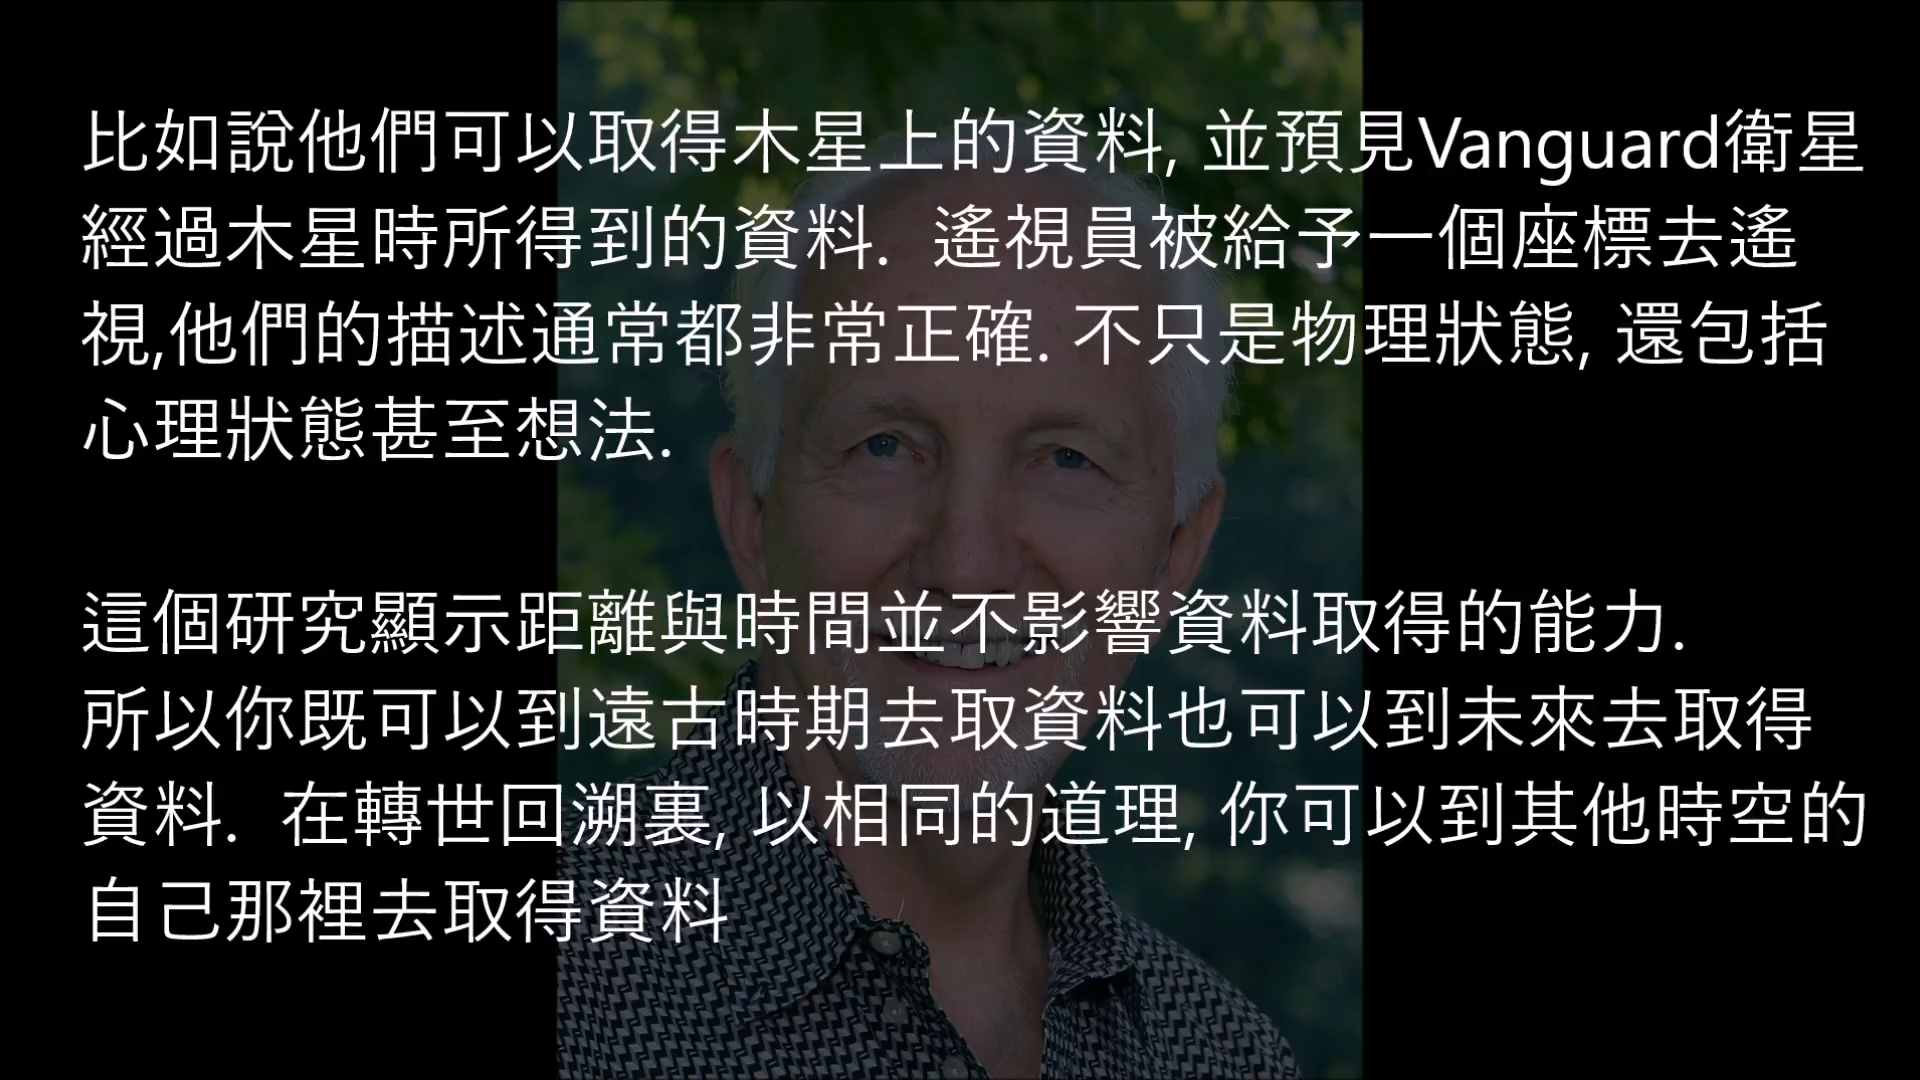 比如說他們可以取得木星上的資料, 並預見Vanguard衛星
經過木星時所得到的資料.  遙視員被給予一個座標去遙
視,他們的描述通常都非常正確. 不只是物理狀態, 還包括
心理狀態甚至想法.
這個研究顯示距離與時間並不影響資料取得的能力.
所以你既可以到遠古時期去取資料也可以到未來去取得
資料.  在轉世回溯裏, 以相同的道理, 你可以到其他時空的
自己那裡去取得資料